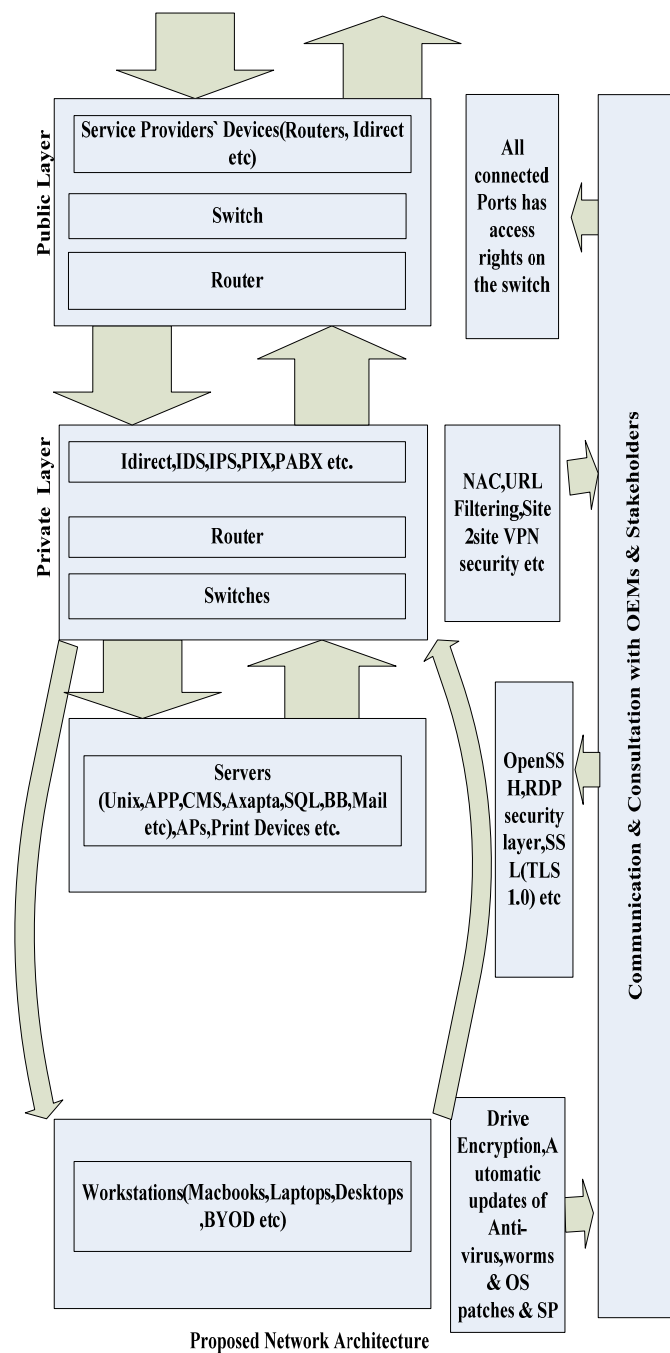 Public Layer
Service Providers` Devices(Routers, Idirect
etc)
Switch
Router
All
connected
Ports has
access
rights on
the switch
Private Layer
Idirect,IDS,IPS,PIX,PABX etc.
Router
Switches
NAC,URL
Filtering,Site
2site VPN
security etc
Servers
(Unix,APP,CMS,Axapta,SQL,BB,Mail
etc),APs,Print Devices etc.
OpenSS
H,RDP
security
layer,SS
L(TLS
1.0) etc
Communication & Consultation with OEMs & Stakeholders
Workstations(Macbooks,Laptops,Desktops
,BYOD etc)
Drive
Encryption,A
utomatic
updates of
Anti-
virus,worms
& OS
patches & SP
Proposed Network Architecture